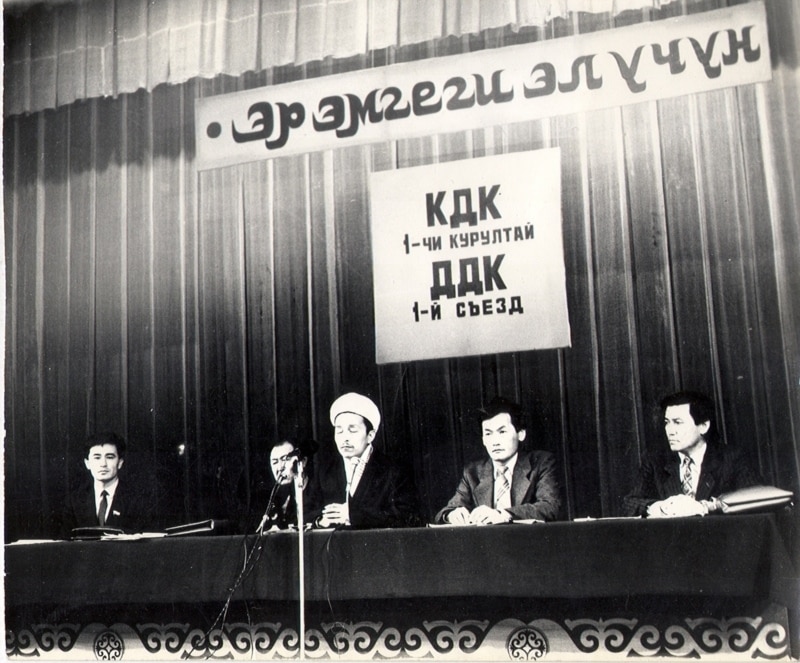 • ЭР ЭМГЕГИ ЭЛ ҮЧҮН
КДК
1-ЧИ КУРУЛТАЙ
ДДК
1-Й СЪЕЗД